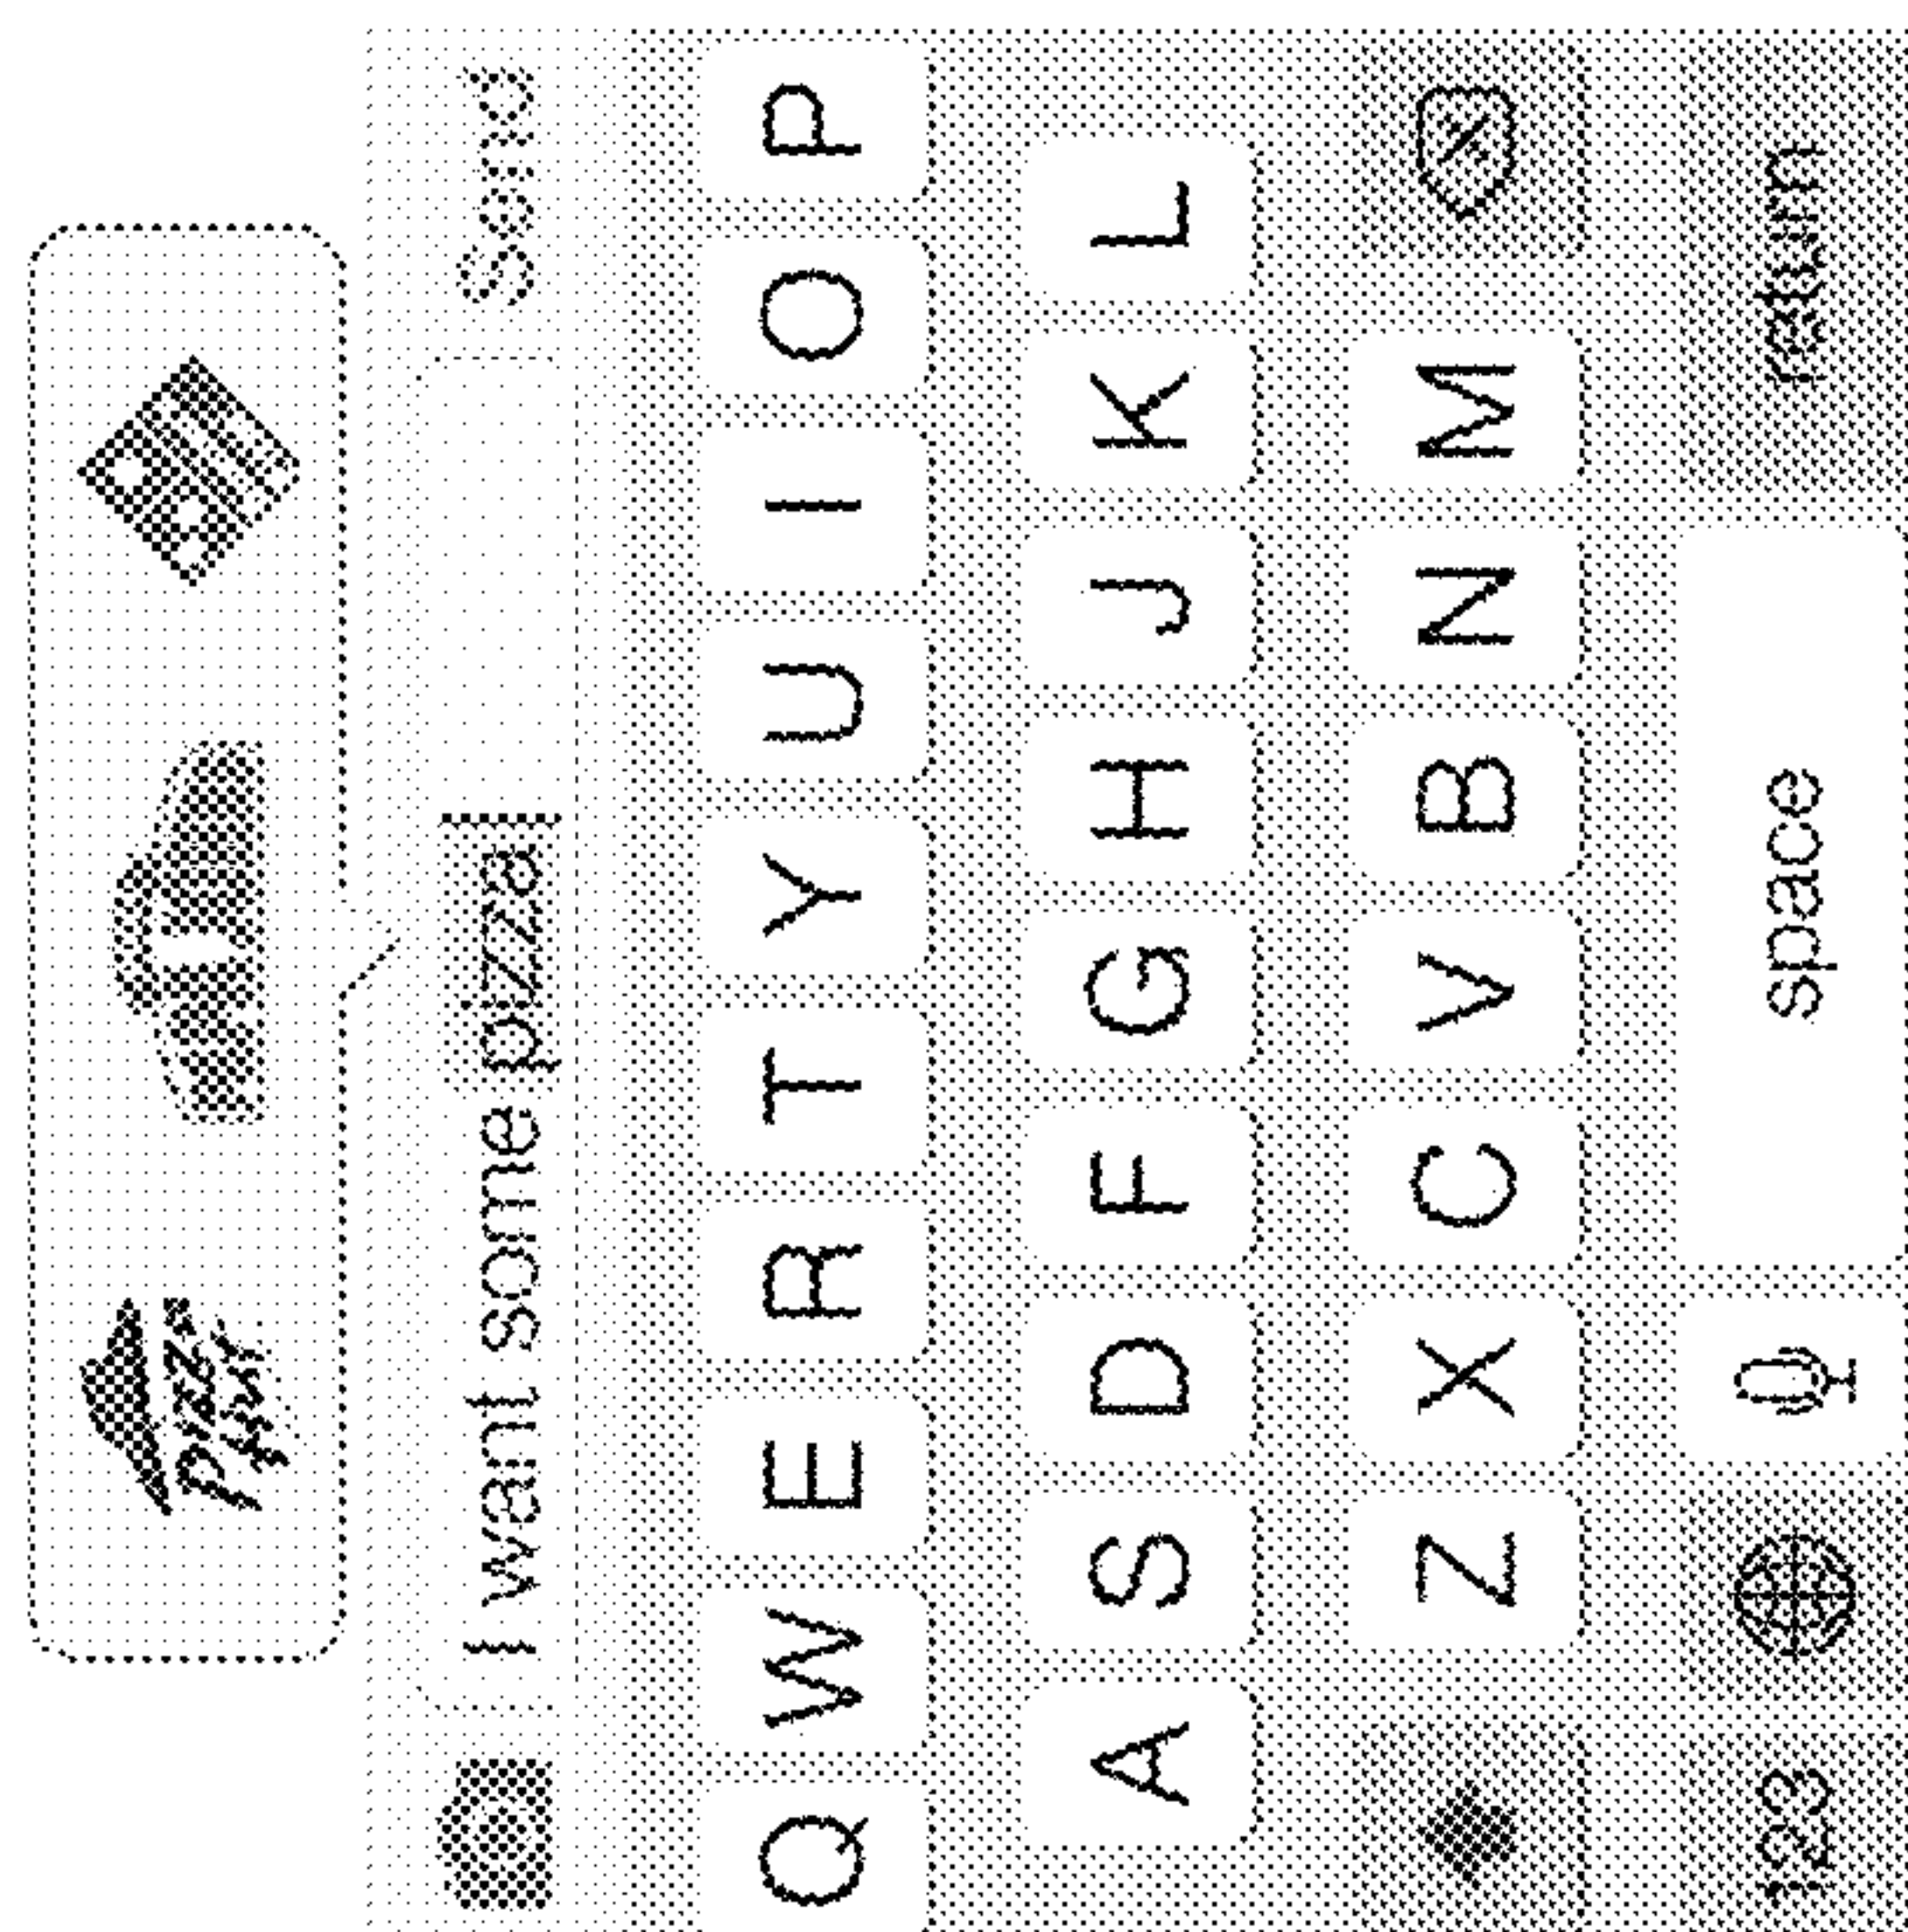 Pizza
Hut
I want some pizza
Send
Q W E R T Y U I O P
A S D F G H J K L
Z X C V B N M
123 space return